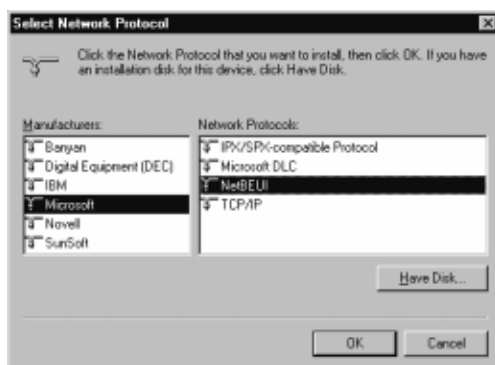 Select Network Protocol
Click the Network Protocol that you want to install, then click OK. If you have
an installation disk for this device, click Have Disk.
Manufacturers:
Network Protocols:
Banyan
Digital Equipment (DEC)
IBM
Microsoft
Novell
SunSoft
IPX/SPX-compatible Protocol
Microsoft DLC
NetBEUI
TCP/IP
Have Disk...
OK
Cancel